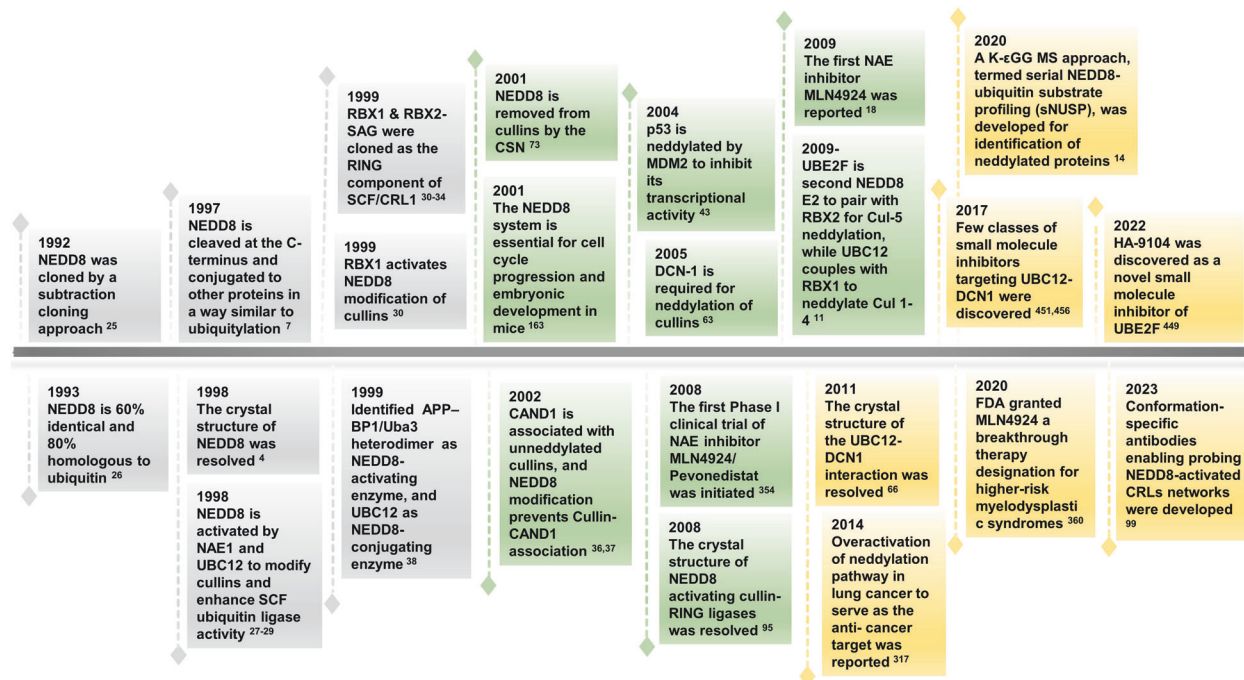 1992
NEDD8 was
cloned by a
subtraction
cloning
approach 25
1997
NEDD8 is
cleaved at the C-
terminus and
conjugated to
other proteins in
a way similar to
ubiquitylation 7
1999
RBX1 & RBX2-
SAG were
cloned as the
RING
component of
SCF/CRL1 30-34
1999
RBX1 activates
NEDD8
modification of
cullins 30
2001
NEDD8 is
removed from
cullins by the
CSN 73
2001
The NEDD8
system is
essential for cell
cycle
progression and
embryonic
development in
mice 163
2004
p53 is
neddylated by
MDM2 to inhibit
its
transcriptional
activity 43
2005
DCN-1 is
required for
neddylation of
cullins 63
2009
The first NAE
inhibitor
MLN4924 was
reported 18
2009-
UBE2F is
second NEDD8
E2 to pair with
RBX2 for Cul-5
neddylation,
while UBC12
couples with
RBX1 to
neddylate Cul 1-
4 11
2020
A K-εGG MS approach,
termed serial NEDD8-
ubiquitin substrate
profiling (sNUSP), was
developed for
identification of
neddylated proteins 14
2017
Few classes of
small molecule
inhibitors
targeting UBC12-
DCN1 were
discovered 451,456
2022
HA-9104 was
discovered as a
novel small
molecule
inhibitor of
UBE2F 449
1993
NEDD8 is 60%
identical and
80%
homologous to
ubiquitin 26
1998
The crystal
structure of
NEDD8 was
resolved 4
1998
NEDD8 is
activated by
NAE1 and
UBC12 to modify
cullins and
enhance SCF
ubiquitin ligase
activity 27-29
1999
Identified APP–
BP1/Uba3
heterodimer as
NEDD8-
activating
enzyme, and
UBC12 as
NEDD8-
conjugating
enzyme 38
2002
CAND1 is
associated with
unneddylated
cullins, and
NEDD8
modification
prevents Cullin-
CAND1
association 36,37
2008
The first Phase I
clinical trial of
NAE inhibitor
MLN4924/
Pevonedistat
was initiated 354
2008
The crystal
structure of
NEDD8
activating cullin-
RING ligases
was resolved 95
2011
The crystal
structure of
the UBC12-
DCN1
interaction was
resolved 66
2014
Overactivation
of neddylation
pathway in
lung cancer to
serve as the
anti- cancer
target was
reported 317
2020
FDA granted
MLN4924 a
breakthrough
therapy
designation for
higher-risk
myelodysplasti
c syndromes 360
2023
Conformation-
specific
antibodies
enabling probing
NEDD8-activated
CRLs networks
were developed
99